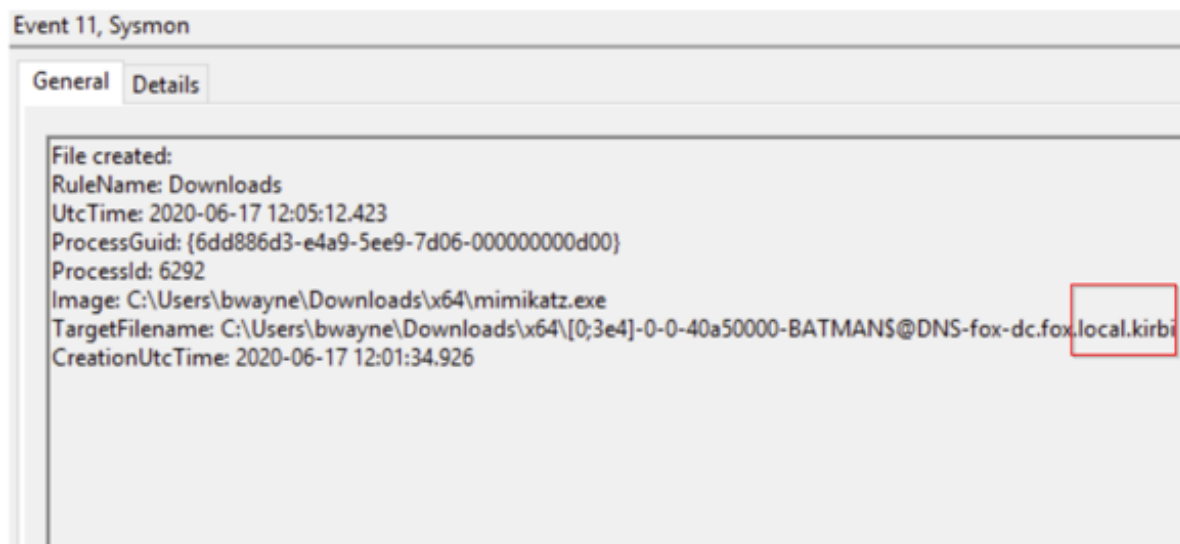 Event 11, Sysmon
General Details
File created:
RuleName: Downloads
UtcTime: 2020-06-17 12:05:12.423
ProcessGuid: {6dd886d3-e4a9-5ee9-7d06-000000000d00}
ProcessId: 6292
Image: C:\Users\bwayne\Downloads\x64\mimikatz.exe
TargetFilename: C:\Users\bwayne\Downloads\x64\[0;3e4]-0-0-40a50000-BATMAN$@DNS-fox-dc.fox.local.kirbi
CreationUtcTime: 2020-06-17 12:01:34.926